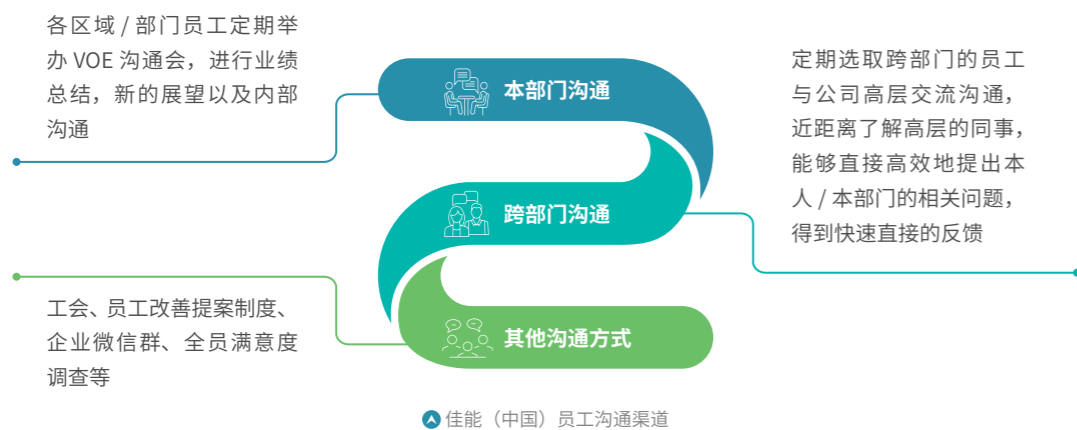 各区域 / 部门员工定期举
办 VOE 沟通会，进行业绩
总结，新的展望以及内部
沟通
本部门沟通
定期选取跨部门的员工
与公司高层交流沟通，
近距离了解高层的同事，
能够直接高效地提出本
人 / 本部门的相关问题，
得到快速直接的反馈
跨部门沟通
工会、员工改善提案制度、
企业微信群、全员满意度
调查等
其他沟通方式
佳能（中国）员工沟通渠道